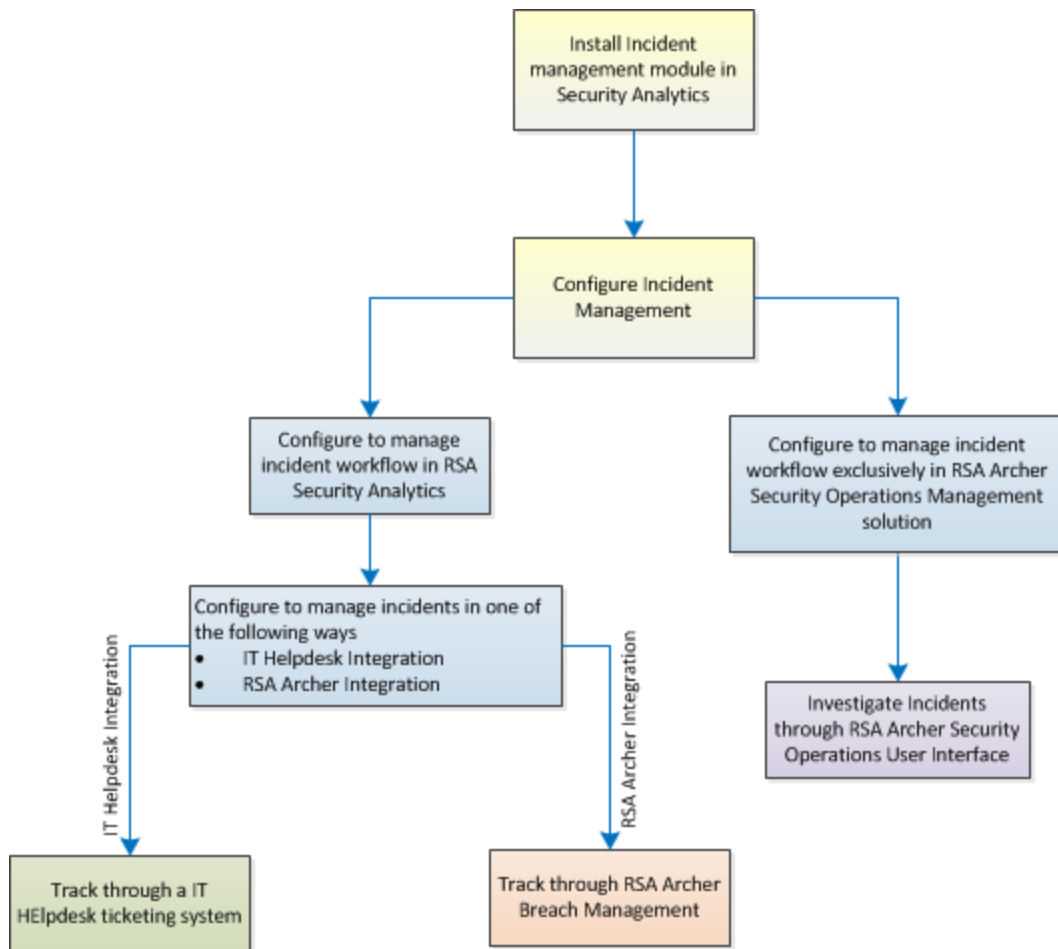 Install Incident
management module in
Security Analytics
Configure Incident
Management
Configure to manage
incident workflow in RSA
Security Analytics
Configure to manage incident
workflow exclusively in RSA Archer
Security Operations Management
solution
Configure to manage incidents in one of
the following ways
• IT Helpdesk Integration
• RSA Archer Integration
IT Helpdesk Integration
RSA Archer Integration
Investigate Incidents
through RSA Archer Security
Operations User Interface
Track through a IT
HElpdesk ticketing system
Track through RSA Archer
Breach Management